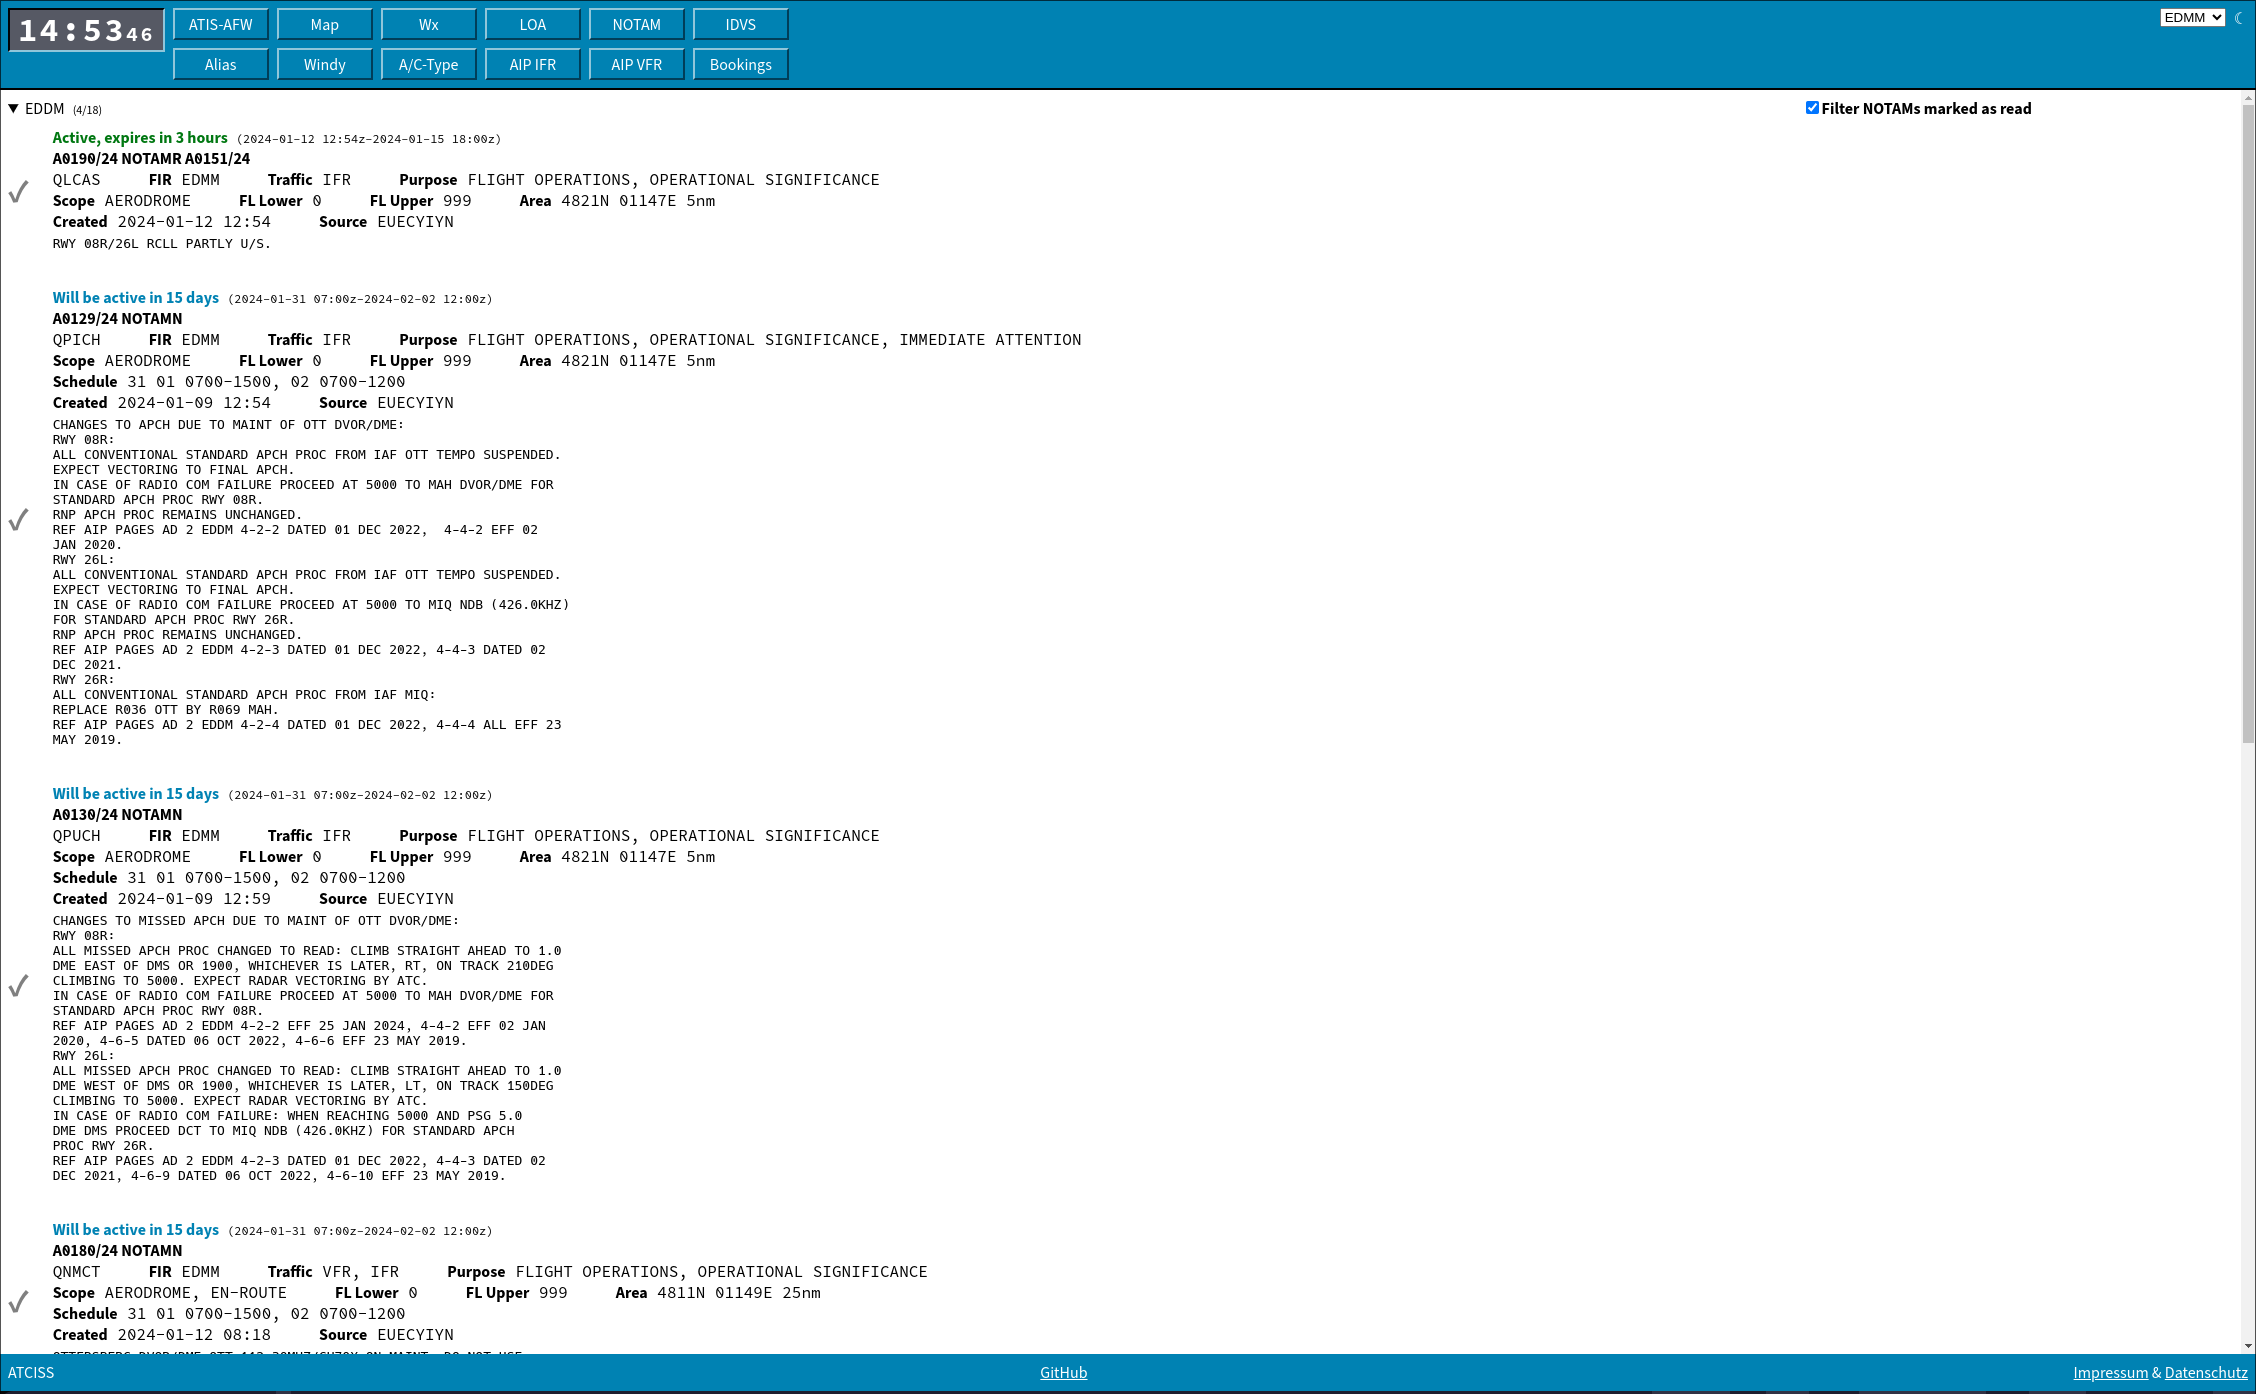 14:53 46
ATIS-AFW Map Wx LOA NOTAM IDVS
EDMM
Alias Windy A/C-Type AIP IFR AIP VFR Bookings
EDDM (4/18)
Filter NOTAMs marked as read
Active, expires in 3 hours (2024-01-12 12:54z-2024-01-15 18:00z)
A0190/24 NOTAMR A0151/24
QLCAS FIR EDMM Traffic IFR Purpose FLIGHT OPERATIONS, OPERATIONAL SIGNIFICANCE
Scope AERODROME FL Lower 0 FL Upper 999 Area 4821N 01147E 5nm
Created 2024-01-12 12:54 Source EUECYIYN
RWY 08R/26L RCLL PARTLY U/S.
Will be active in 15 days (2024-01-31 07:00z-2024-02-02 12:00z)
A0129/24 NOTAMN
QPICH FIR EDMM Traffic IFR Purpose FLIGHT OPERATIONS, OPERATIONAL SIGNIFICANCE, IMMEDIATE ATTENTION
Scope AERODROME FL Lower 0 FL Upper 999 Area 4821N 01147E 5nm
Schedule 31 01 0700-1500, 02 0700-1200
Created 2024-01-09 12:54 Source EUECYIYN
CHANGES TO APCH DUE TO MAINT OF OTT DVOR/DME:
RWY 08R:
ALL CONVENTIONAL STANDARD APCH PROC FROM IAF OTT TEMPO SUSPENDED.
EXPECT VECTORING TO FINAL APCH.
IN CASE OF RADIO COM FAILURE PROCEED AT 5000 TO MAH DVOR/DME FOR
STANDARD APCH PROC RWY 08R.
RNP APCH PROC REMAINS UNCHANGED.
REF AIP PAGES AD 2 EDDM 4-2-2 DATED 01 DEC 2022,  4-4-2 EFF 02
JAN 2020.
RWY 26L:
ALL CONVENTIONAL STANDARD APCH PROC FROM IAF OTT TEMPO SUSPENDED.
EXPECT VECTORING TO FINAL APCH.
IN CASE OF RADIO COM FAILURE PROCEED AT 5000 TO MIQ NDB (426.0KHZ)
FOR STANDARD APCH PROC RWY 26R.
RNP APCH PROC REMAINS UNCHANGED.
REF AIP PAGES AD 2 EDDM 4-2-3 DATED 01 DEC 2022, 4-4-3 DATED 02
DEC 2021.
RWY 26R:
ALL CONVENTIONAL STANDARD APCH PROC FROM IAF MIQ:
REPLACE R036 OTT BY R069 MAH.
REF AIP PAGES AD 2 EDDM 4-2-4 DATED 01 DEC 2022, 4-4-4 ALL EFF 23
MAY 2019.
Will be active in 15 days (2024-01-31 07:00z-2024-02-02 12:00z)
A0130/24 NOTAMN
QPUCH FIR EDMM Traffic IFR Purpose FLIGHT OPERATIONS, OPERATIONAL SIGNIFICANCE
Scope AERODROME FL Lower 0 FL Upper 999 Area 4821N 01147E 5nm
Schedule 31 01 0700-1500, 02 0700-1200
Created 2024-01-09 12:59 Source EUECYIYN
CHANGES TO MISSED APCH DUE TO MAINT OF OTT DVOR/DME:
RWY 08R:
ALL MISSED APCH PROC CHANGED TO READ: CLIMB STRAIGHT AHEAD TO 1.0
DME EAST OF DMS OR 1900, WHICHEVER IS LATER, RT, ON TRACK 210DEG
CLIMBING TO 5000. EXPECT RADAR VECTORING BY ATC.
IN CASE OF RADIO COM FAILURE PROCEED AT 5000 TO MAH DVOR/DME FOR
STANDARD APCH PROC RWY 08R.
REF AIP PAGES AD 2 EDDM 4-2-2 EFF 25 JAN 2024, 4-4-2 EFF 02 JAN
2020, 4-6-5 DATED 06 OCT 2022, 4-6-6 EFF 23 MAY 2019.
RWY 26L:
ALL MISSED APCH PROC CHANGED TO READ: CLIMB STRAIGHT AHEAD TO 1.0
DME WEST OF DMS OR 1900, WHICHEVER IS LATER, LT, ON TRACK 150DEG
CLIMBING TO 5000. EXPECT RADAR VECTORING BY ATC.
IN CASE OF RADIO COM FAILURE: WHEN REACHING 5000 AND PSG 5.0
DME DMS PROCEED DCT TO MIQ NDB (426.0KHZ) FOR STANDARD APCH
PROC RWY 26R.
REF AIP PAGES AD 2 EDDM 4-2-3 DATED 01 DEC 2022, 4-4-3 DATED 02
DEC 2021, 4-6-9 DATED 06 OCT 2022, 4-6-10 EFF 23 MAY 2019.
Will be active in 15 days (2024-01-31 07:00z-2024-02-02 12:00z)
A0180/24 NOTAMN
QNMCT FIR EDMM Traffic VFR, IFR Purpose FLIGHT OPERATIONS, OPERATIONAL SIGNIFICANCE
Scope AERODROME, EN-ROUTE FL Lower 0 FL Upper 999 Area 4811N 01149E 25nm
Schedule 31 01 0700-1500, 02 0700-1200
Created 2024-01-12 08:18 Source EUECYIYN
ATCISS
GitHub
Impressum & Datenschutz